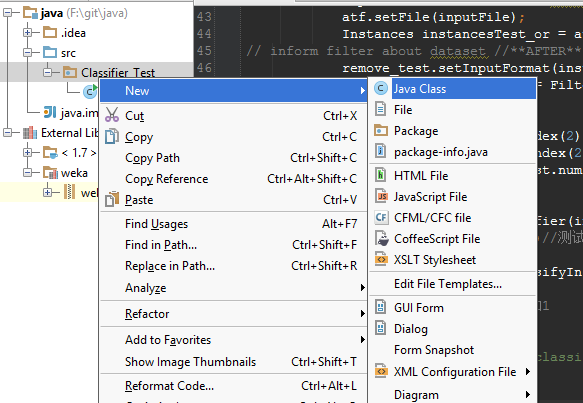 java F:\git\java)
.idea
src
Classifier_Test
java.im
External Lib
< 1.7 >
weka
43 atf.setFile(inputFile);
44 Instances instancesTest_or = a
45 // inform filter about dataset //**AFTER**
46 remove_test.setInputFormat(ins
= Filt
dex(2)
ndex(2
st.num
fier(i
//测试
sifyIn
classi
New
Cut Ctrl+X
Copy Ctrl+C
Copy Path Ctrl+Shift+C
Copy Reference Ctrl+Alt+Shift+C
Paste Ctrl+V
Find Usages Alt+F7
Find in Path... Ctrl+Shift+F
Replace in Path... Ctrl+Shift+R
Analyze
Refactor
Add to Favorites
Show Image Thumbnails Ctrl+Shift+T
Reformat Code... Ctrl+Alt+L
Java Class
File
Package
package-info.java
HTML File
JavaScript File
CFML/CFC file
CoffeeScript File
XSLT Stylesheet
Edit File Templates...
GUI Form
Dialog
Form Snapshot
XML Configuration File
Diagram